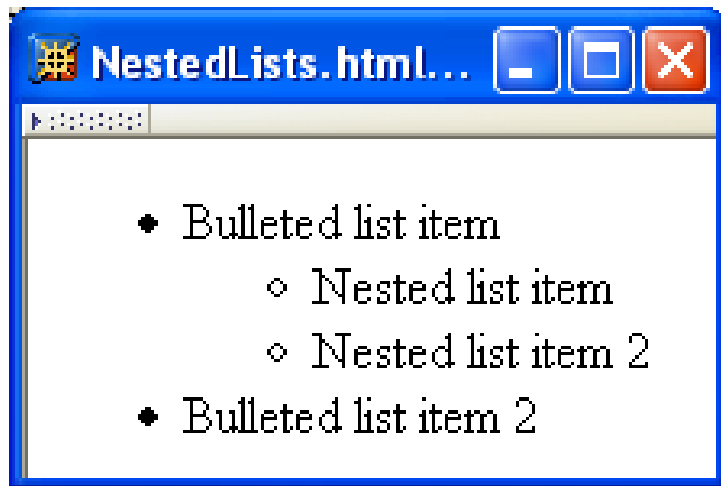 NestedLists.html...
Bulleted list item
Nested list item
Nested list item 2
Bulleted list item 2